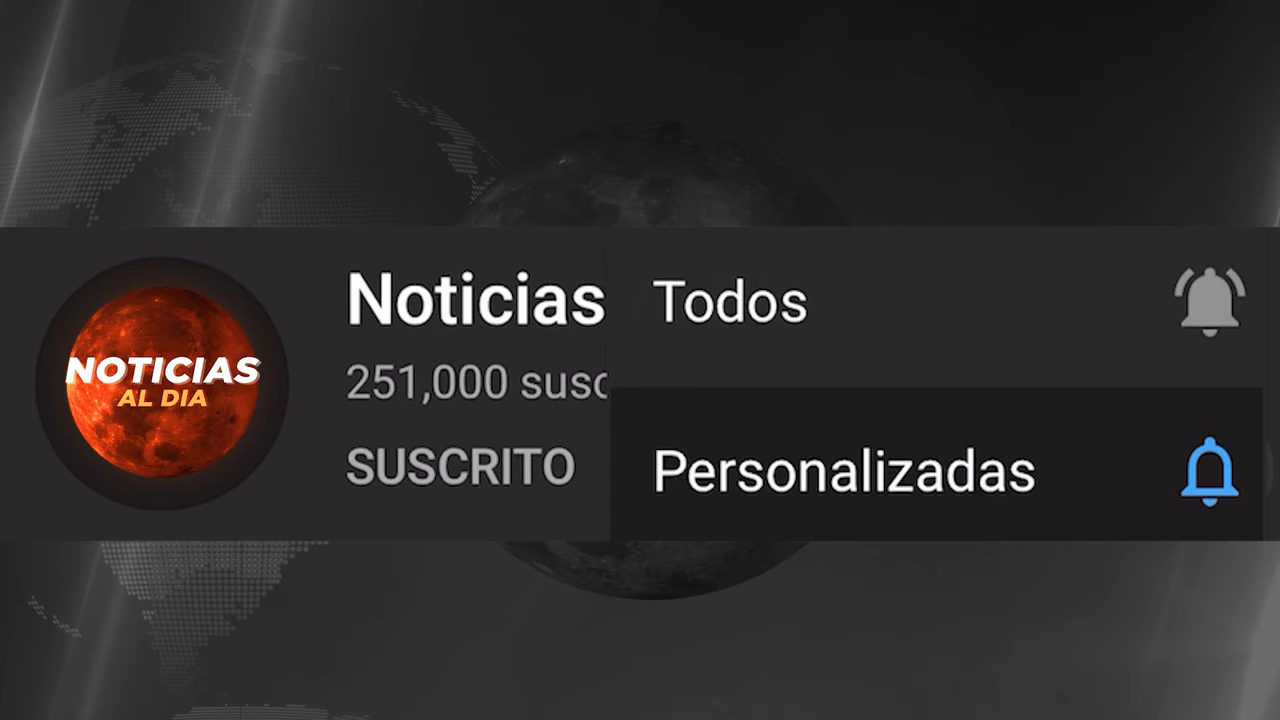 NOTICIAS
AL DIA
Noticias
251,000 susc
SUSCRITO
Todos
Personalizadas